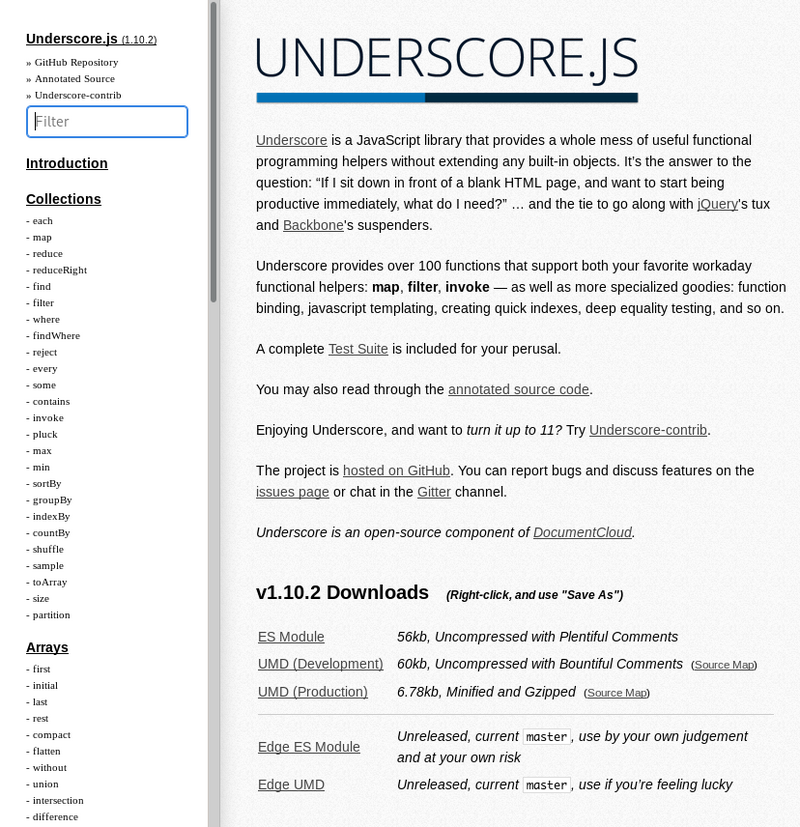 Underscore.js (1.10.2)
» GitHub Repository
» Annotated Source
» Underscore-contrib
Filter
Introduction
Collections
- each
- map
- reduce
- reduceRight
- find
- filter
- where
- findWhere
- reject
- every
- some
- contains
- invoke
- pluck
- max
- min
- sortBy
- groupBy
- indexBy
- countBy
- shuffle
- sample
- toArray
- size
- partition
Arrays
- first
- initial
- last
- rest
- compact
- flatten
- without
- union
- intersection
- difference
UNDERSCORE.JS
Underscore is a JavaScript library that provides a whole mess of useful functional
programming helpers without extending any built-in objects. It’s the answer to the
question: “If I sit down in front of a blank HTML page, and want to start being
productive immediately, what do I need?” … and the tie to go along with jQuery's tux
and Backbone's suspenders.
Underscore provides over 100 functions that support both your favorite workaday
functional helpers: map, filter, invoke — as well as more specialized goodies: function
binding, javascript templating, creating quick indexes, deep equality testing, and so on.
A complete Test Suite is included for your perusal.
You may also read through the annotated source code.
Enjoying Underscore, and want to turn it up to 11? Try Underscore-contrib.
The project is hosted on GitHub. You can report bugs and discuss features on the
issues page or chat in the Gitter channel.
Underscore is an open-source component of DocumentCloud.
v1.10.2 Downloads (Right-click, and use "Save As")
ES Module 56kb, Uncompressed with Plentiful Comments
UMD (Development) 60kb, Uncompressed with Bountiful Comments (Source Map)
UMD (Production) 6.78kb, Minified and Gzipped (Source Map)
Edge ES Module Unreleased, current master, use by your own judgement
and at your own risk
Edge UMD Unreleased, current master, use if you’re feeling lucky